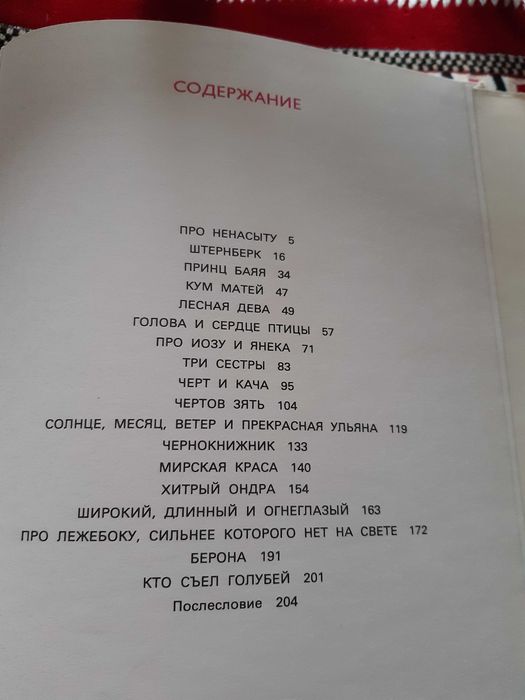 СОДЕРЖАНИЕ
ПРО НЕНАСЫТУ 5
ШТЕРНБЕРК 16
ПРИНЦ БАЯЯ 34
КУМ МАТЕЙ 47
ЛЕСНАЯ ДЕВА 49
ГОЛОВА И СЕРДЦЕ ПТИЦЫ 57
ПРО ИОЗУ И ЯНЕКА 71
ТРИ СЕСТРЫ 83
ЧЕРТ И КАЧА 95
ЧЕРТОВ ЗЯТЬ 104
СОЛНЦЕ, МЕСЯЦ, ВЕТЕР И ПРЕКРАСНАЯ УЛЬЯНА 119
ЧЕРНОКНИЖНИК 133
МИРСКАЯ КРАСА 140
ХИТРЫЙ ОНДРА 154
ШИРОКИЙ, ДЛИННЫЙ И ОГНЕГЛАЗЫЙ 163
ПРО ЛЕЖЕБОКУ, СИЛЬНЕЕ КОТОРОГО НЕТ НА СВЕТЕ 172
БЕРОНА 191
КТО СЪЕЛ ГОЛУБЕЙ 201
Послесловие 204